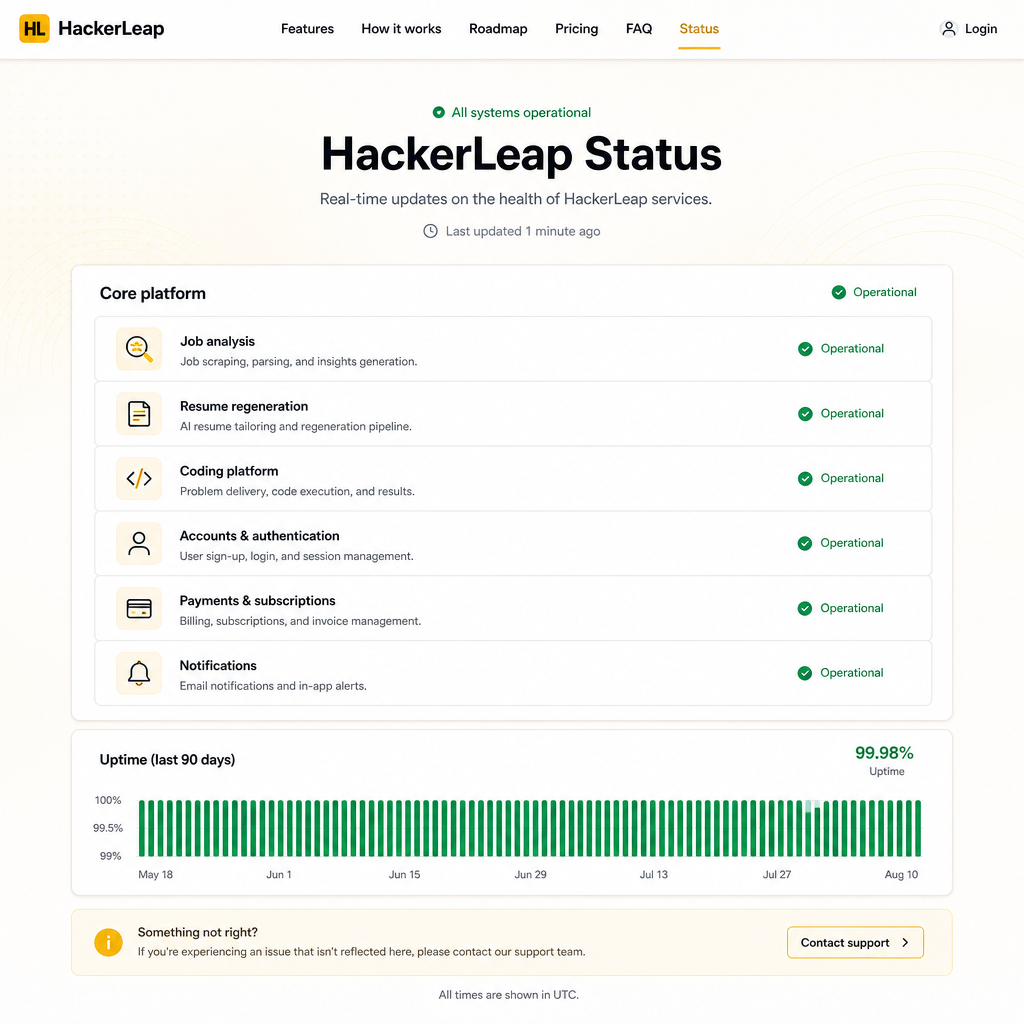 HL HackerLeap
Features
How it works
Roadmap
Pricing
FAQ
Status
Login
All systems operational
HackerLeap Status
Real-time updates on the health of HackerLeap services.
Last updated 1 minute ago
Core platform
Operational
Job analysis
Job scraping, parsing, and insights generation.
Operational
Resume regeneration
AI resume tailoring and regeneration pipeline.
Operational
Coding platform
Problem delivery, code execution, and results.
Operational
Accounts & authentication
User sign-up, login, and session management.
Operational
Payments & subscriptions
Billing, subscriptions, and invoice management.
Operational
Notifications
Email notifications and in-app alerts.
Operational
Uptime (last 90 days)
99.98%
Uptime
100%
99.5%
99%
May 18
Jun 1
Jun 15
Jun 29
Jul 13
Jul 27
Aug 10
Something not right?
If you're experiencing an issue that isn't reflected here, please contact our support team.
Contact support
All times are shown in UTC.